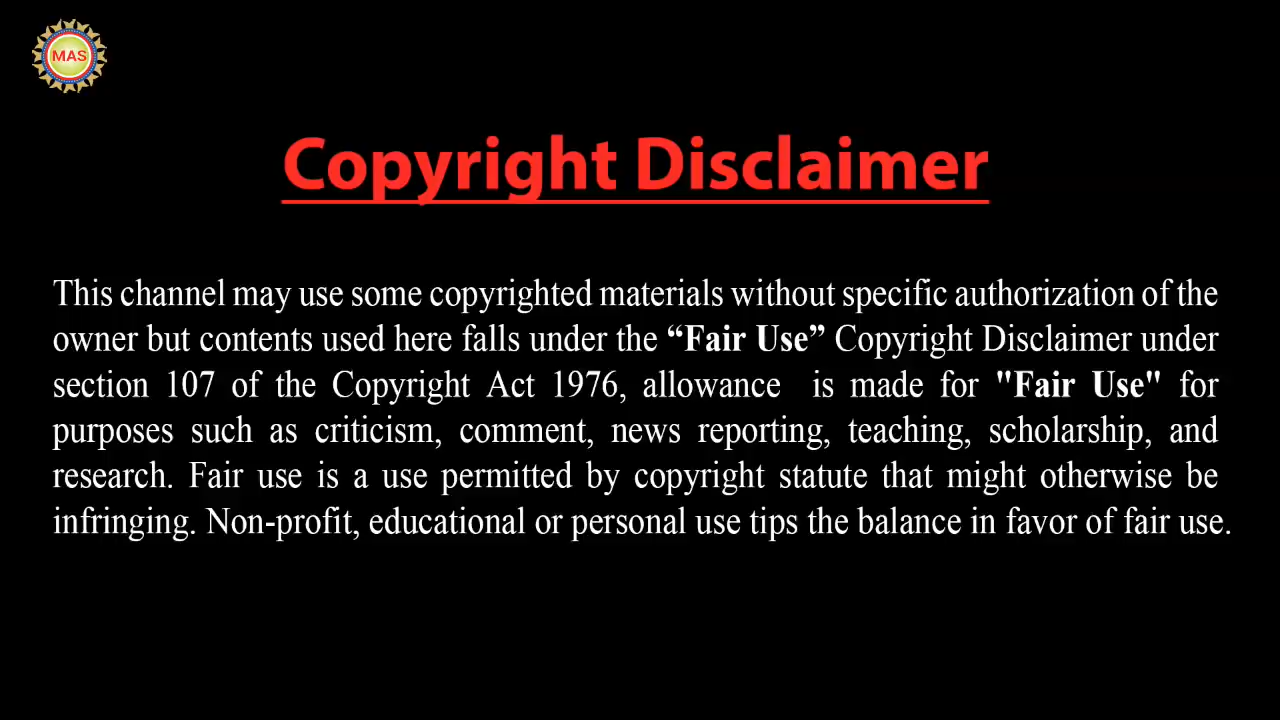 MAS
Copyright Disclaimer
This channel may use some copyrighted materials without specific authorization of the
owner but contents used here falls under the “Fair Use” Copyright Disclaimer under
section 107 of the Copyright Act 1976, allowance  is made for "Fair Use" for
purposes such as criticism, comment, news reporting, teaching, scholarship, and
research. Fair use is a use permitted by copyright statute that might otherwise be
infringing. Non-profit, educational or personal use tips the balance in favor of fair use.